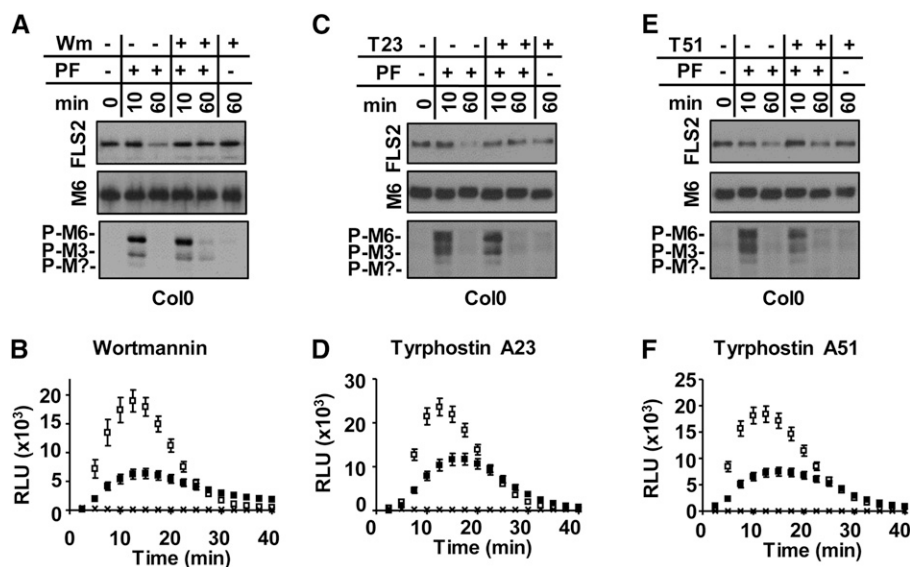 A
Wm - - - + + +
PF - + + + + -
min 0 10 60 10 60 60
FLS2
M6
P-M6-
P-M3-
P-M?-
Col0
C
T23 - - - + + +
PF - + + + + -
min 0 10 60 10 60 60
FLS2
M6
P-M6-
P-M3-
P-M?-
Col0
E
T51 - - - + + +
PF - + + + + -
min 0 10 60 10 60 60
FLS2
M6
P-M6-
P-M3-
P-M?-
Col0
B Wortmannin
RLU (x10³)
20
15
10
5
0
0 10 20 30 40
Time (min)
D Tyrphostin A23
RLU (x10³)
30
20
10
0
0 10 20 30 40
Time (min)
F Tyrphostin A51
RLU (x10³)
25
20
15
10
5
0
0 10 20 30 40
Time (min)